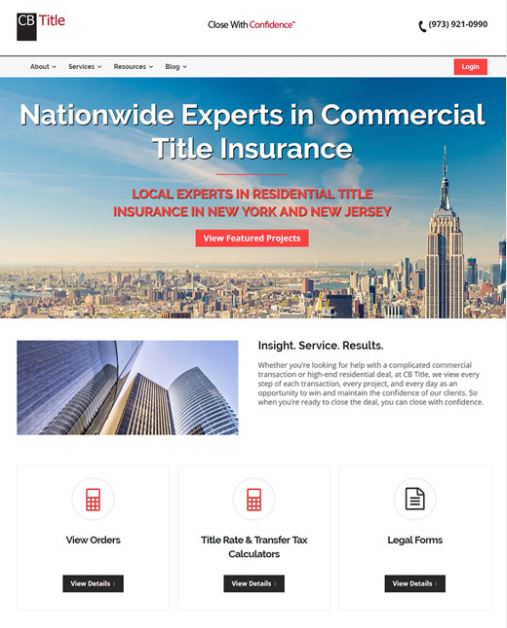 CB Title
Close With Confidence™
(973) 921-0990
About
Services
Resources
Blog
Login
Nationwide Experts in Commercial
Title Insurance
LOCAL EXPERTS IN RESIDENTIAL TITLE
INSURANCE IN NEW YORK AND NEW JERSEY
View Featured Projects
Insight. Service. Results.
Whether you're looking for help with a complicated commercial
transaction or high-end residential deal, at CB Title, we view every
step of each transaction, every project, and every day as an
opportunity to win and maintain the confidence of our clients. So
when you're ready to close the deal, you can close with confidence.
View Orders
View Details ›
Title Rate & Transfer Tax
Calculators
View Details ›
Legal Forms
View Details ›